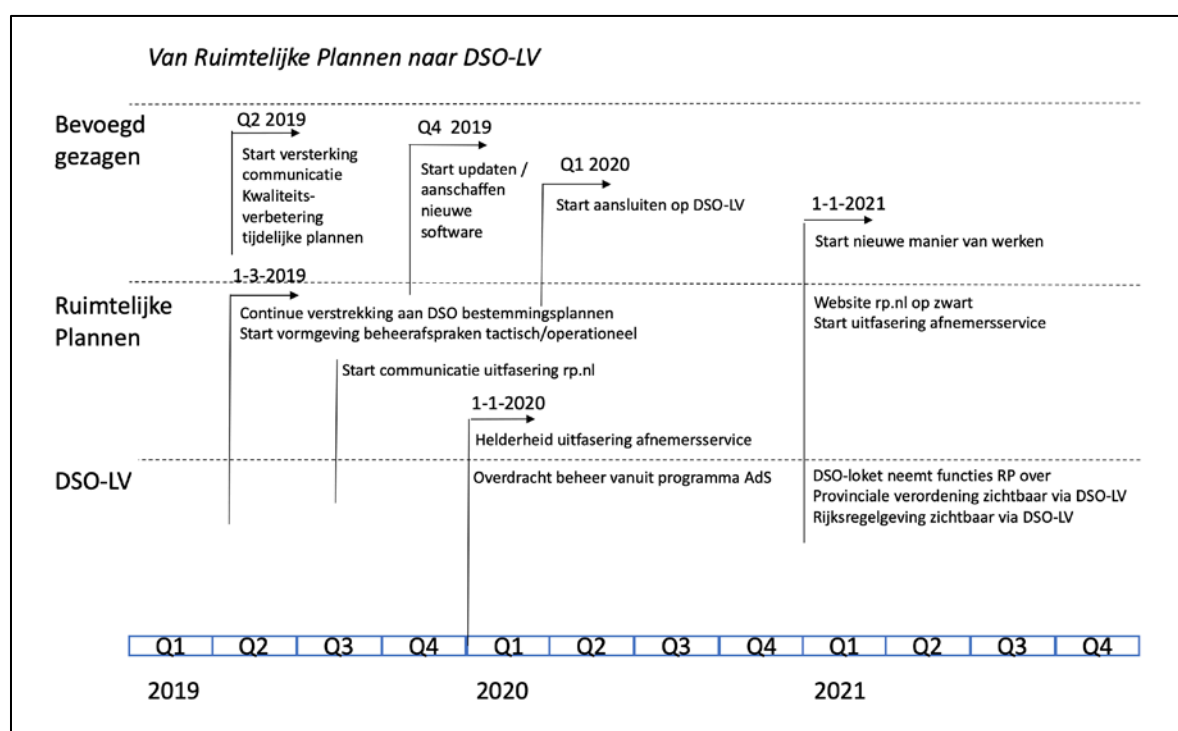 Van Ruimtelijke Plannen naar DSO-LV
Bevoegd
gezagen
Q2 2019
Start versterking
communicatie
Kwaliteits-
verbetering
tijdelijke plannen
Q4 2019
Start updaten /
aanschaffen
nieuwe
software
Q1 2020
Start aansluiten op DSO-LV
1-1-2021
Start nieuwe manier van werken
Ruimtelijke
Plannen
1-3-2019
Continue verstrekking aan DSO bestemmingsplannen
Start vormgeving beheerafspraken tactisch/operationeel
Start communicatie uitfasering rp.nl
1-1-2020
Helderheid uitfasering afnemersservice
Website rp.nl op zwart
Start uitfasering afnemersservice
DSO-LV
Overdracht beheer vanuit programma AdS
DSO-loket neemt functies RP over
Provinciale verordening zichtbaar via DSO-LV
Rijksregelgeving zichtbaar via DSO-LV
Q1 Q2 Q3 Q4 Q1 Q2 Q3 Q4 Q1 Q2 Q3 Q4
2019 2020 2021